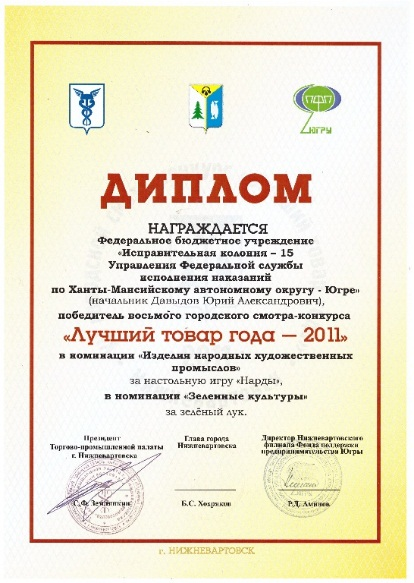 ПФП
ЮГРЫ
ДИПЛОМ
НАГРАЖДАЕТСЯ
Федеральное бюджетное учреждение
«Исправительная колония – 15
Управления Федеральной службы
исполнения наказаний
по Ханты-Мансийскому автономному округу - Югре»
(начальник Давыдов Юрий Александрович),
победитель восьмого городского смотра-конкурса
«Лучший товар года — 2011»
в номинации «Изделия народных художественных
промыслов»
за настольную игру «Нарды»,
в номинации «Зеленные культуры»
за зелёный лук.
Президент
Торгово-промышленной палаты
г. Нижневартовска
Глава города
Нижневартовска
Директор Нижневартовского
филиала Фонда поддержки
предпринимательства Югры
С.Ф.
Б.С. Хохряков
Р.Д. Аминов
г. НИЖНЕВАРТОВСК